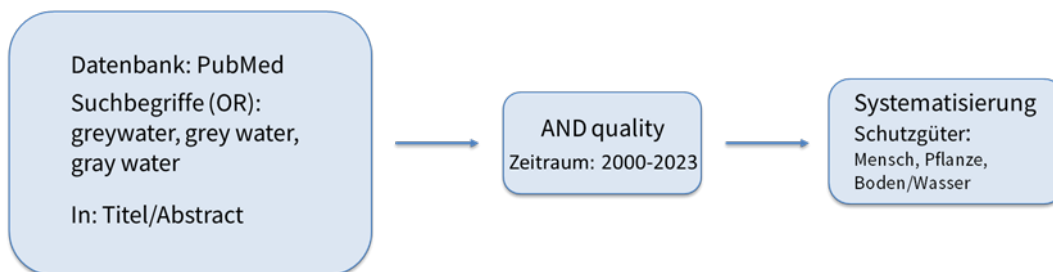 Datenbank: PubMed
Suchbegriffe (OR):
greywater, grey water,
gray water
In: Titel/Abstract
AND quality
Zeitraum: 2000-2023
Systematisierung
Schutzgüter:
Mensch, Pflanze,
Boden/Wasser